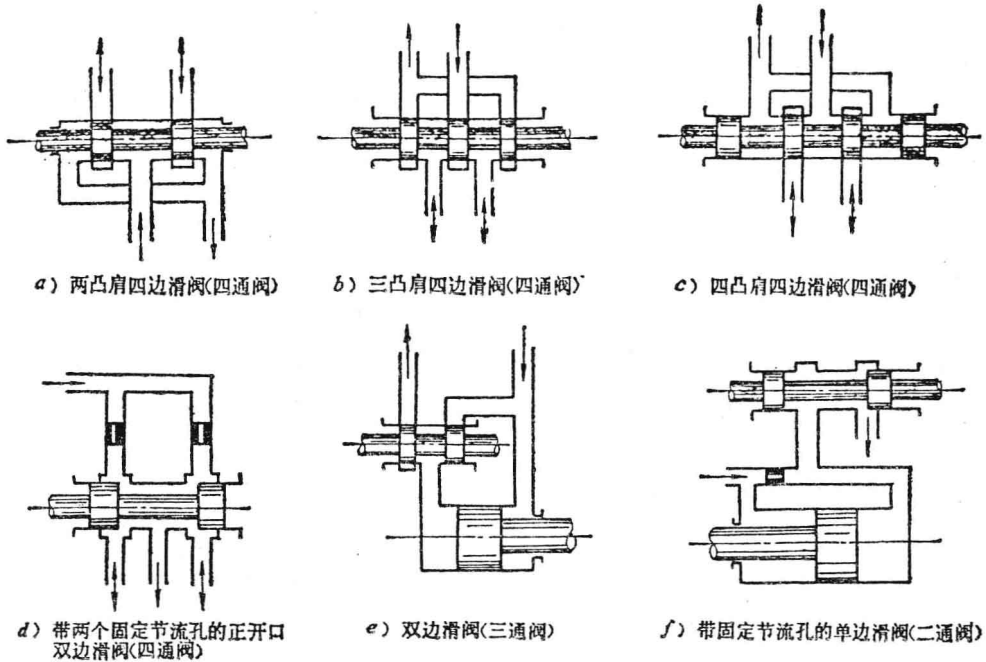 a）两凸肩四边滑阀(四通阀)
b）三凸肩四边滑阀(四通阀)
c）四凸肩四边滑阀(四通阀)
d）带两个固定节流孔的正开口
双边滑阀(四通阀)
e）双边滑阀(三通阀)
f）带固定节流孔的单边滑阀(二通阀)